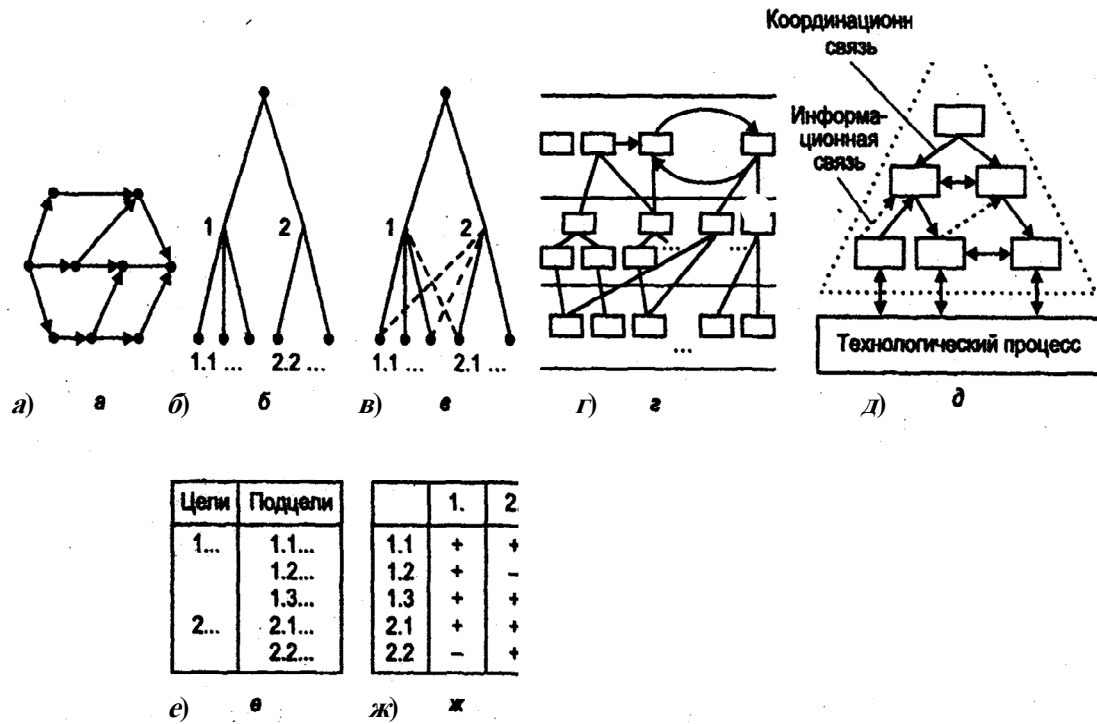 Координационн
связь
Информа-
ционная
связь
1 2
1 2
1.1 ... 2.2 ...
1.1 ... 2.1 ...
... ...
...
Технологический процесс
а) а б) б в) в г) г д) д
Цели Подцели
1... 1.1...
1.2...
1.3...
2... 2.1...
2.2...
1. 2.
1.1 + +
1.2 + –
1.3 + +
2.1 + +
2.2 – +
е) е ж) ж